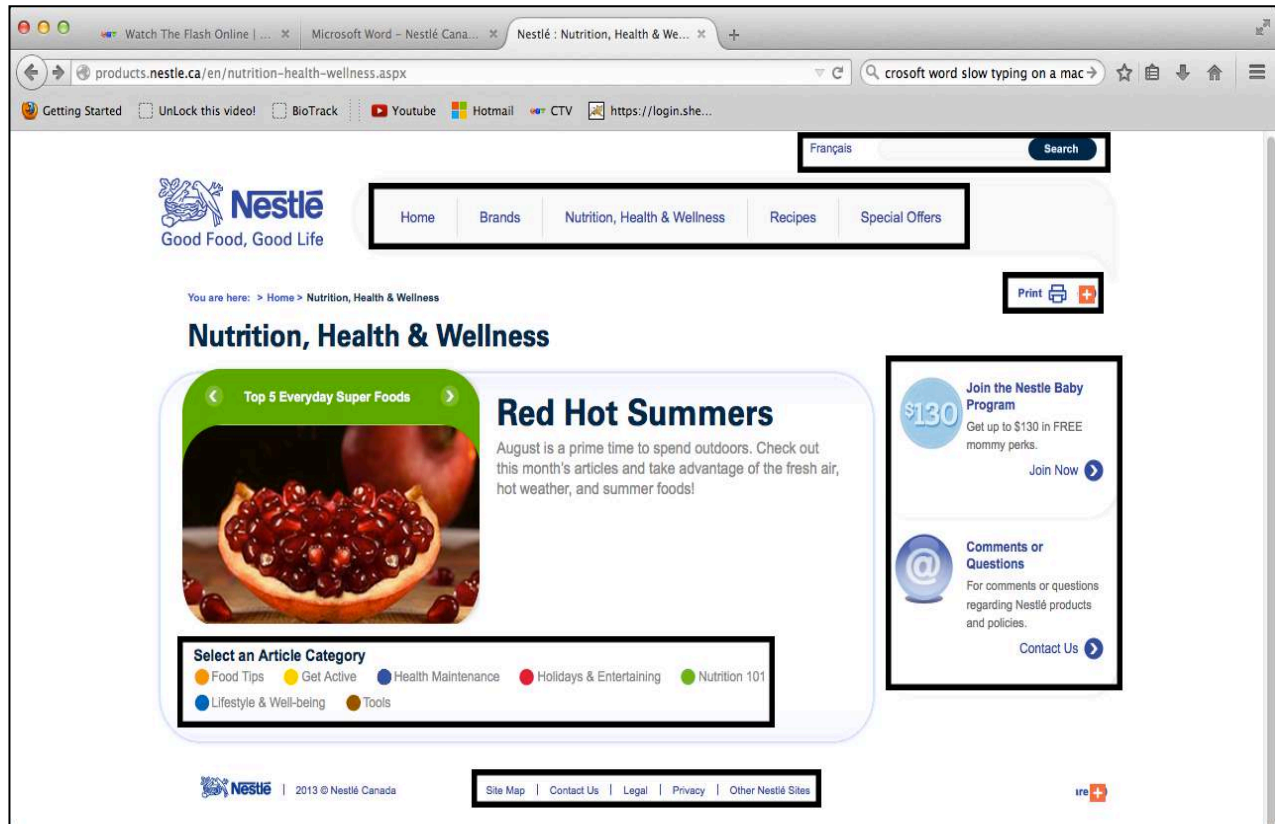 Watch The Flash Online | ... Microsoft Word – Nestlé Cana... Nestlé : Nutrition, Health & We...
products.nestle.ca/en/nutrition-health-wellness.aspx crosoft word slow typing on a mac
Getting Started UnLock this video! BioTrack Youtube Hotmail CTV https://login.she...
Français Search
Nestlé
Good Food, Good Life
Home Brands Nutrition, Health & Wellness Recipes Special Offers
You are here: > Home > Nutrition, Health & Wellness
Print
Nutrition, Health & Wellness
Top 5 Everyday Super Foods
Red Hot Summers
August is a prime time to spend outdoors. Check out
this month's articles and take advantage of the fresh air,
hot weather, and summer foods!
Select an Article Category
Food Tips Get Active Health Maintenance Holidays & Entertaining Nutrition 101
Lifestyle & Well-being Tools
$130
Join the Nestle Baby
Program
Get up to $130 in FREE
mommy perks.
Join Now
@
Comments or
Questions
For comments or questions
regarding Nestlé products
and policies.
Contact Us
Nestlé | 2013 © Nestlé Canada Site Map | Contact Us | Legal | Privacy | Other Nestlé Sites